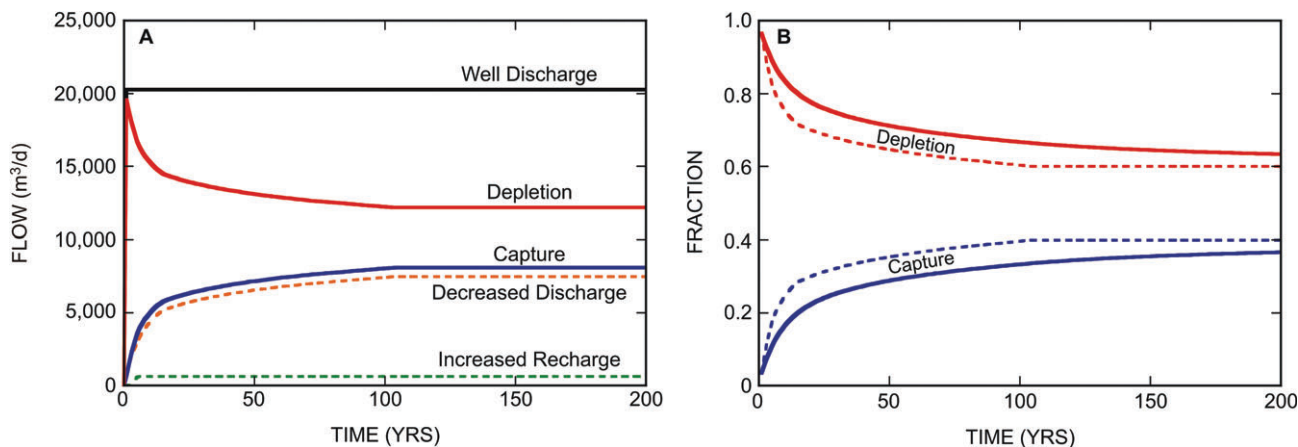 A
25,000
20,000
15,000
10,000
5,000
0
FLOW (m³/d)
Well Discharge
Depletion
Capture
Decreased Discharge
Increased Recharge
0 50 100 150 200
TIME (YRS)
B
1.0
0.8
0.6
0.4
0.2
0.0
FRACTION
Depletion
Capture
0 50 100 150 200
TIME (YRS)